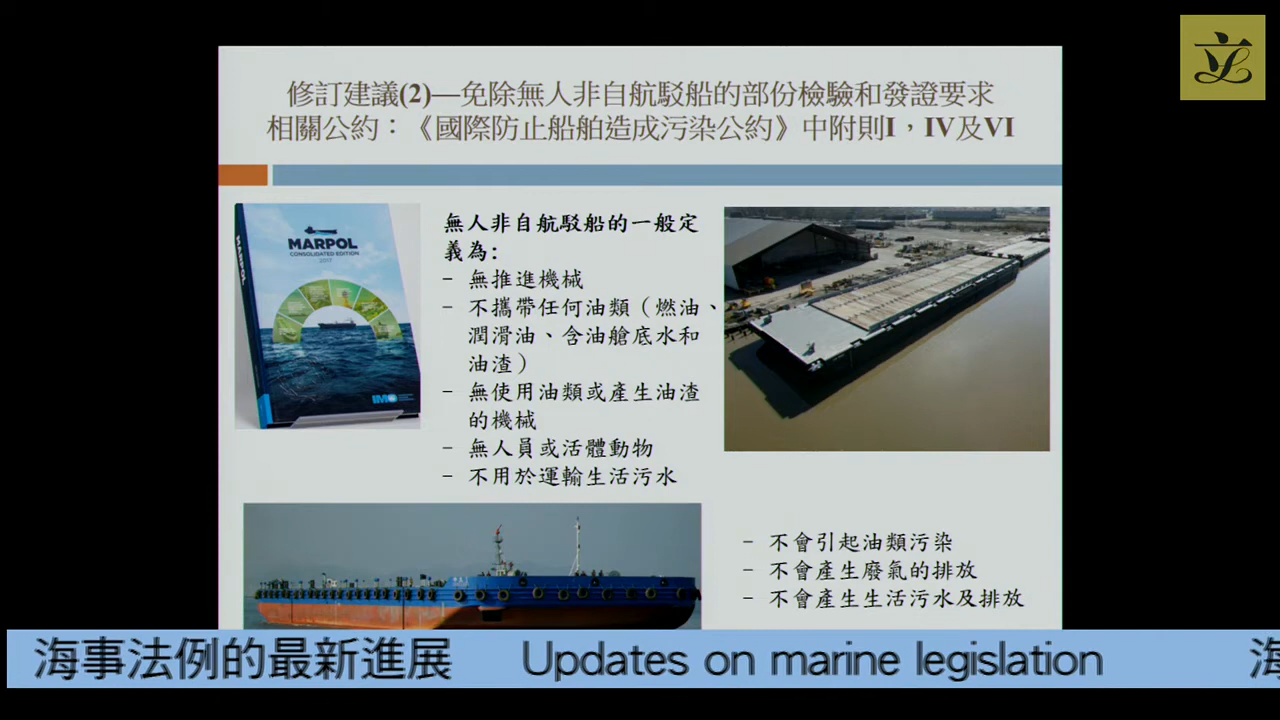 修訂建議(2)—免除無人非自航駁船的部份檢驗和發證要求
相關公約：《國際防止船舶造成污染公約》中附則I，IV及VI
MARPOL
CONSOLIDATED EDITION
2017
MARPOL
IMO
無人非自航駁船的一般定
義為:
- 無推進機械
- 不攜帶任何油類（燃油、
潤滑油、含油艙底水和
油渣）
- 無使用油類或產生油渣
的機械
- 無人員或活體動物
- 不用於運輸生活污水
- 不會引起油類污染
- 不會產生廢氣的排放
- 不會產生生活污水及排放
海事法例的最新進展 Updates on marine legislation 海